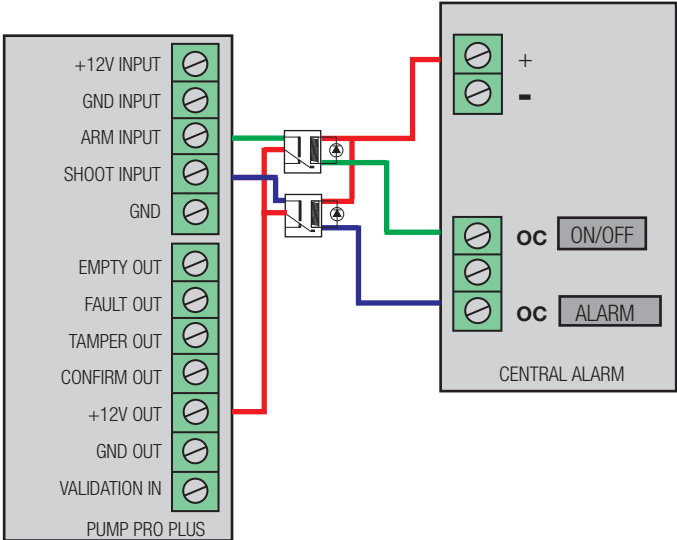 +12V INPUT
GND INPUT
ARM INPUT
SHOOT INPUT
GND
EMPTY OUT
FAULT OUT
TAMPER OUT
CONFIRM OUT
+12V OUT
GND OUT
VALIDATION IN
PUMP PRO PLUS
+
-
OC ON/OFF
OC ALARM
CENTRAL ALARM